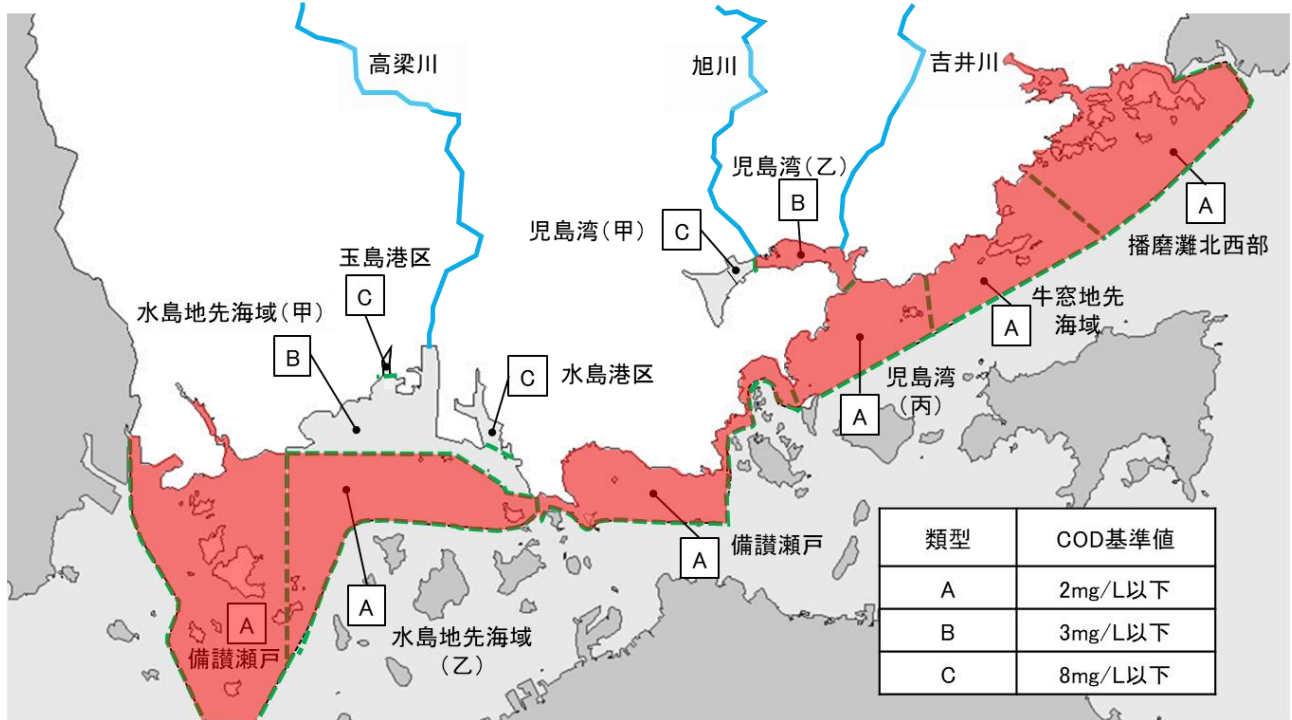 高梁川
旭川
吉井川
児島湾(乙)
B
児島湾(甲)
C
A
播磨灘北西部
玉島港区
C
水島地先海域(甲)
B
C
水島港区
A
牛窓地先
海域
A
児島湾
(丙)
A
備讃瀬戸
A
水島地先海域
(乙)
A
備讃瀬戸
類型 COD基準値
A 2mg/L以下
B 3mg/L以下
C 8mg/L以下